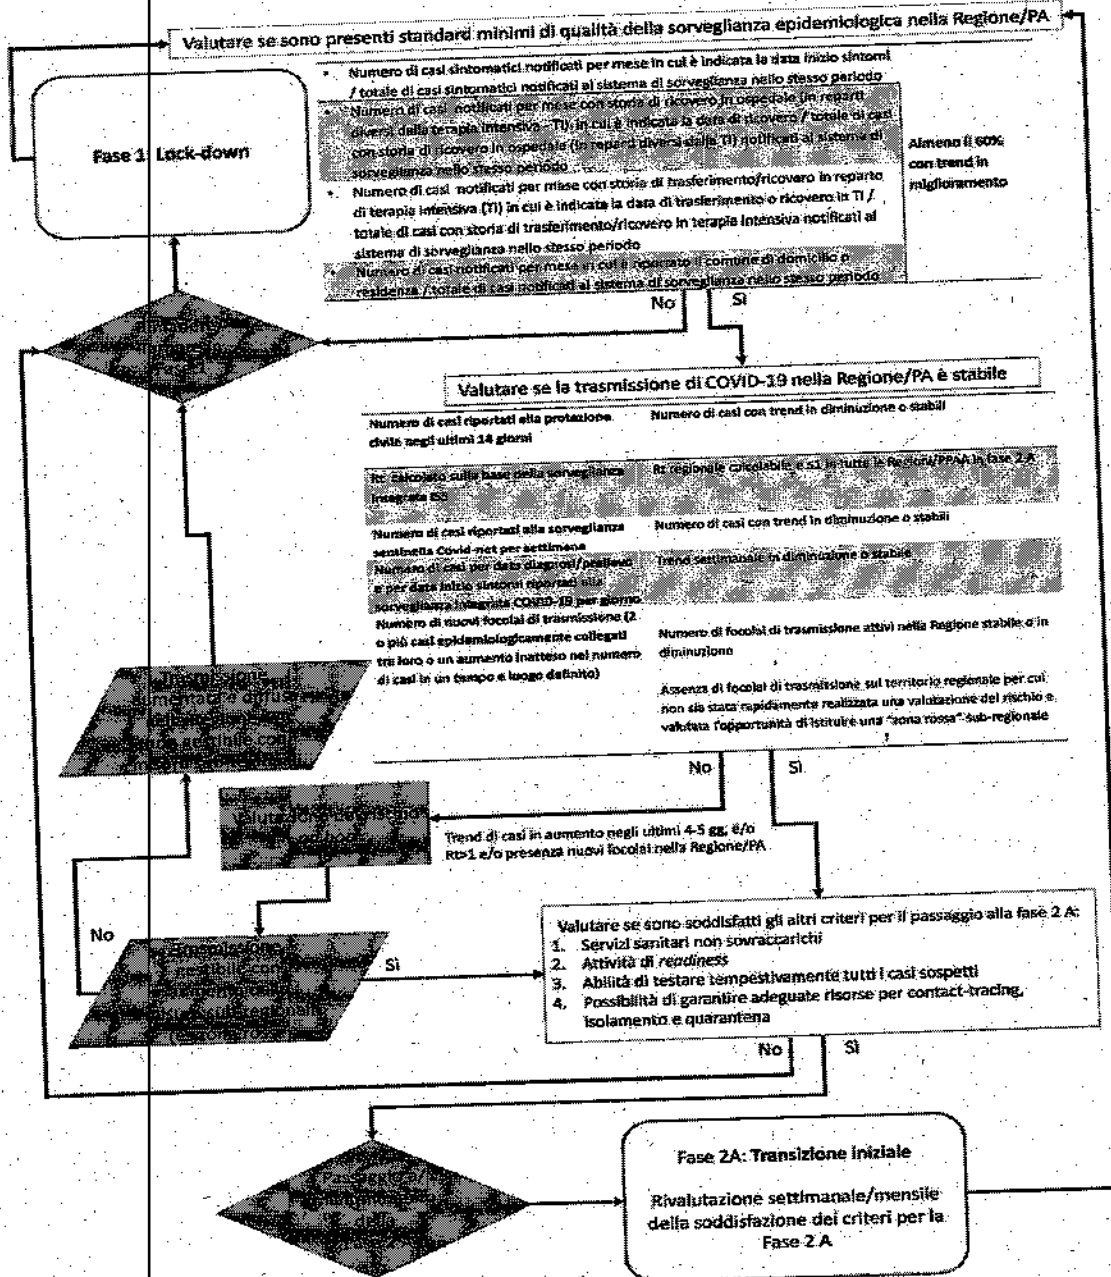 Valutare se sono presenti standard minimi di qualità della sorveglianza epidemiologica nella Regione/PA
Fase 1: Lock-down
• Numero di casi sintomatici notificati per mese in cui è indicata la data inizio sintomi
/ totale di casi sintomatici notificati al sistema di sorveglianza nello stesso periodo
• Numero di casi notificati per mese con storia di ricovero in ospedale (in reparti
diversi dalla terapia intensiva - TI) in cui è indicata la data di ricovero / totale di casi
con storia di ricovero in ospedale (in reparti diversi dalla TI) notificati al sistema di
sorveglianza nello stesso periodo
• Numero di casi notificati per mese con storia di trasferimento/ricovero in reparto
di terapia intensiva (TI) in cui è indicata la data di trasferimento o ricovero in TI /
totale di casi con storia di trasferimento/ricovero in terapia intensiva notificati al
sistema di sorveglianza nello stesso periodo
• Numero di casi notificati per mese in cui è riportato il comune di domicilio o
residenza / totale di casi notificati al sistema di sorveglianza nello stesso periodo
Almeno il 60%
con trend in
miglioramento
No
Sì
Valutare se la trasmissione di COVID-19 nella Regione/PA è stabile
Numero di casi riportati alla protezione
civile negli ultimi 14 giorni
Numero di casi con trend in diminuzione o stabili
Rt calcolato sulla base della sorveglianza
integrata ISS
Rt regionale calcolabile e ≤1 in tutte le Regioni/PPAA in fase 2 A
Numero di casi riportati alla sorveglianza
sentinella Covid-net per settimana
Numero di casi con trend in diminuzione o stabili
Numero di casi per data diagnosi/prelievo
e per data inizio sintomi riportati alla
sorveglianza integrata COVID-19 per giorno
Trend settimanale in diminuzione o stabile
Numero di nuovi focolai di trasmissione (2
o più casi epidemiologicamente collegati
tra loro o un aumento inatteso nel numero
di casi in un tempo e luogo definito)
Numero di focolai di trasmissione attivi nella Regione stabile o in
diminuzione
Assenza di focolai di trasmissione sul territorio regionale per cui
non sia stata rapidamente realizzata una valutazione del rischio e
valutata l'opportunità di istituire una "zona rossa" sub-regionale
Trasmissione
gestibile con
No
Sì
Trend di casi in aumento negli ultimi 4-5 gg; e/o
Rt>1 e/o presenza nuovi focolai nella Regione/PA
No
Trasmissione
gestibile con
Sì
Valutare se sono soddisfatti gli altri criteri per il passaggio alla fase 2 A:
1. Servizi sanitari non sovraccarichi
2. Attività di readiness
3. Abilità di testare tempestivamente tutti i casi sospetti
4. Possibilità di garantire adeguate risorse per contact-tracing,
isolamento e quarantena
No
Sì
Fase 2A: Transizione iniziale
Rivalutazione settimanale/mensile
della soddisfazione dei criteri per la
Fase 2 A